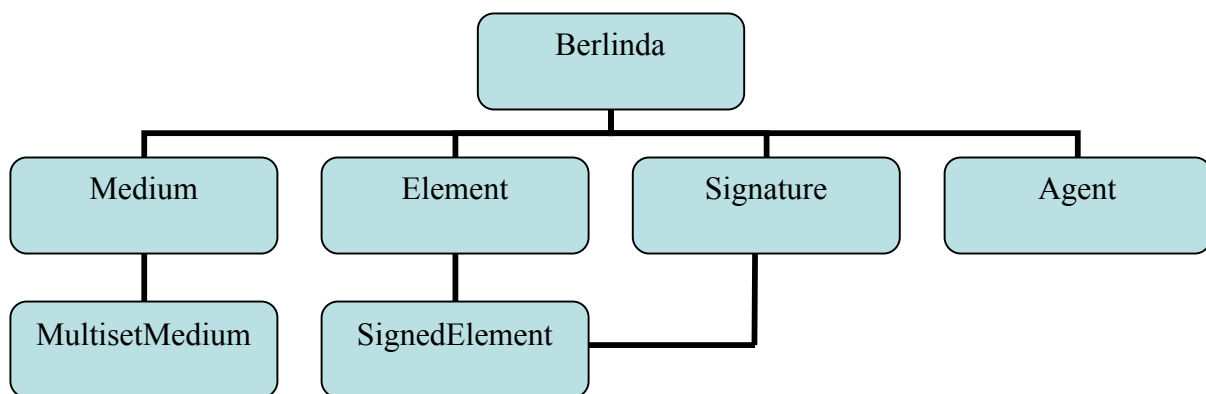 Berlinda
Medium
Element
Signature
Agent
MultisetMedium
SignedElement